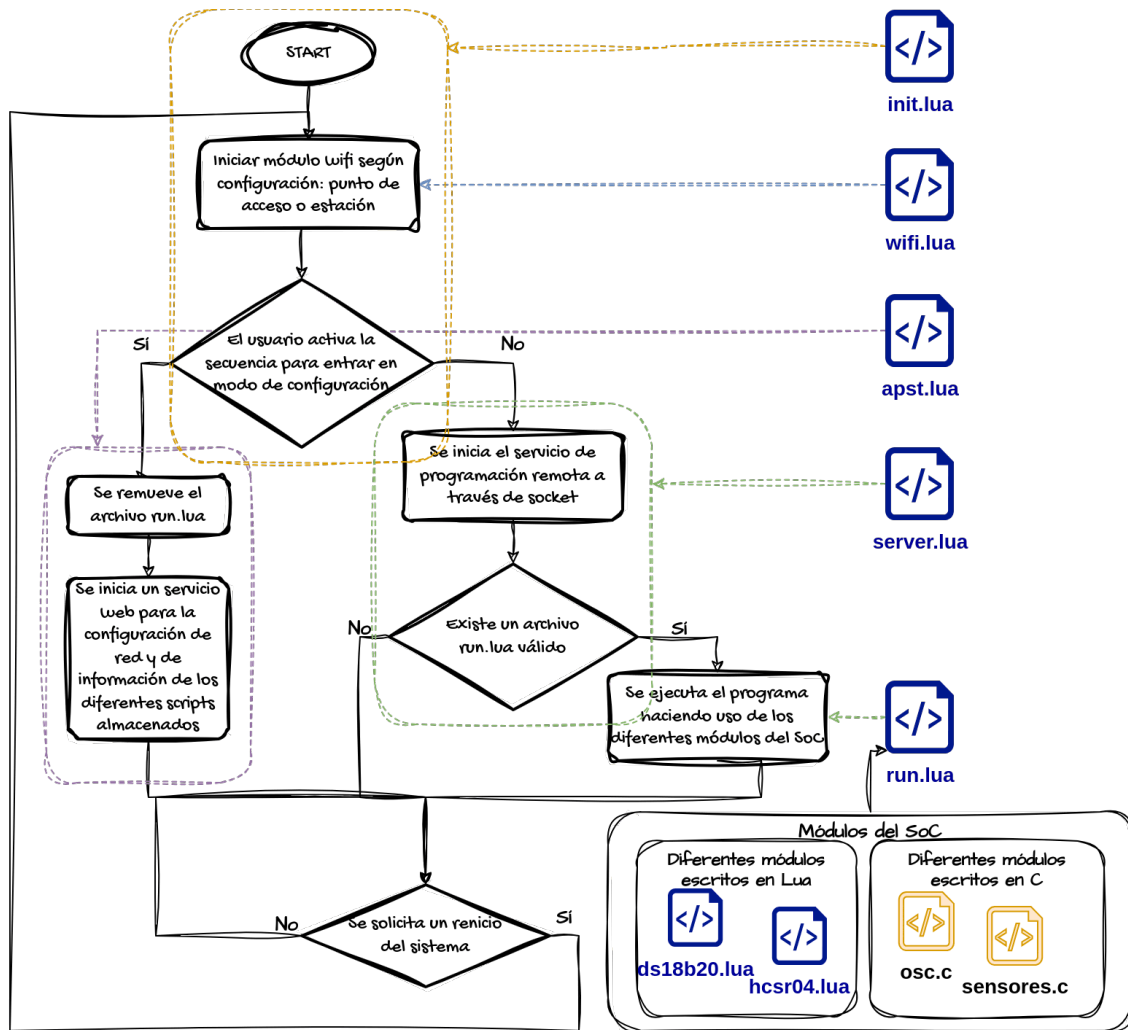 START
init.lua
Iniciar módulo wifi según
configuración: punto de
acceso o estación
wifi.lua
El usuario activa la
secuencia para entrar en
modo de configuración
Sí
No
apst.lua
Se inicia el servicio de
programación remota a
través de socket
server.lua
Se remueve el
archivo run.lua
Se inicia un servicio
web para la
configuración de
red y de
información de los
diferentes scripts
almacenados
Existe un archivo
run.lua válido
No
Sí
Se ejecuta el programa
haciendo uso de los
diferentes módulos del SoC
run.lua
Módulos del SoC
Diferentes módulos
escritos en Lua
ds18b20.lua
hcsr04.lua
Diferentes módulos
escritos en C
osc.c
sensores.c
Se solicita un renicio
del sistema
No
Sí